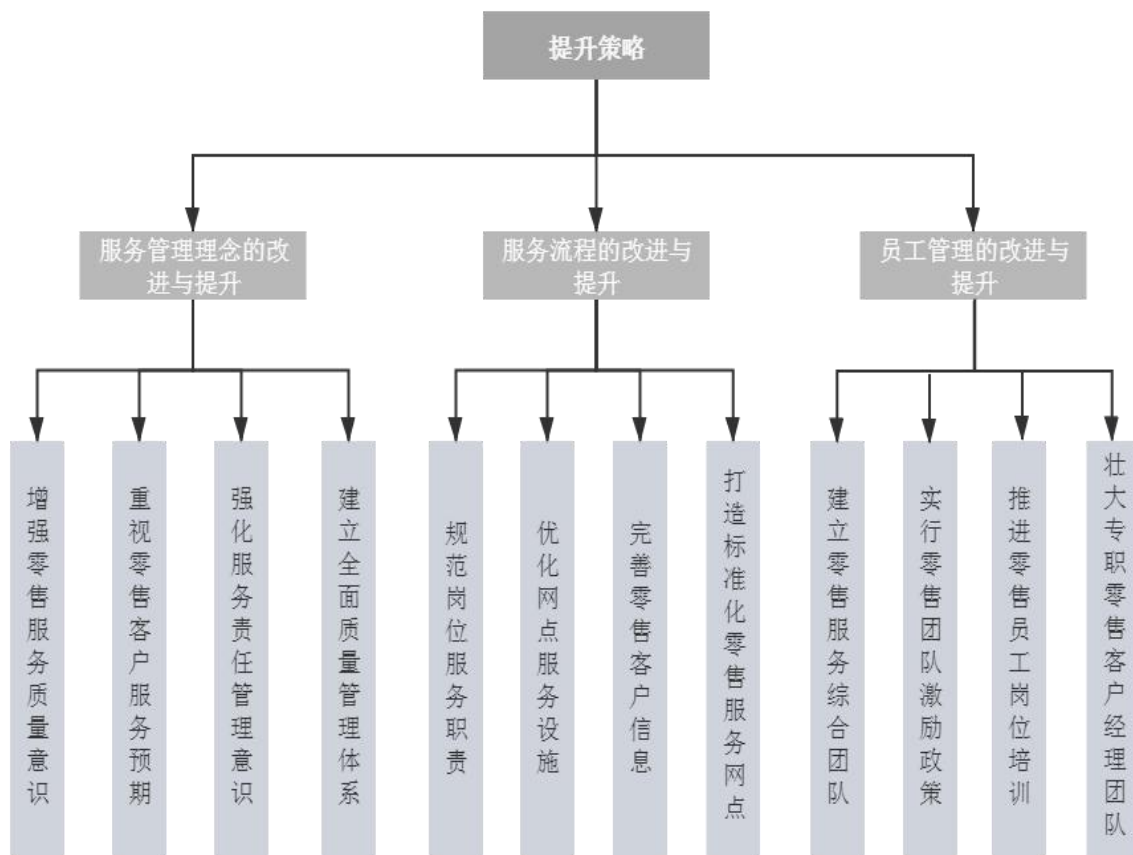 提升策略
服务管理理念的改
进与提升
服务流程的改进与
提升
员工管理的改进与
提升
增强零售服务质量意识
重视零售客户服务预期
强化服务责任管理意识
建立全面质量管理体系
规范岗位服务职责
优化网点服务设施
完善零售客户信息
打造标准化零售服务网点
建立零售服务综合团队
实行零售团队激励政策
推进零售员工岗位培训
壮大专职零售客户经理团队